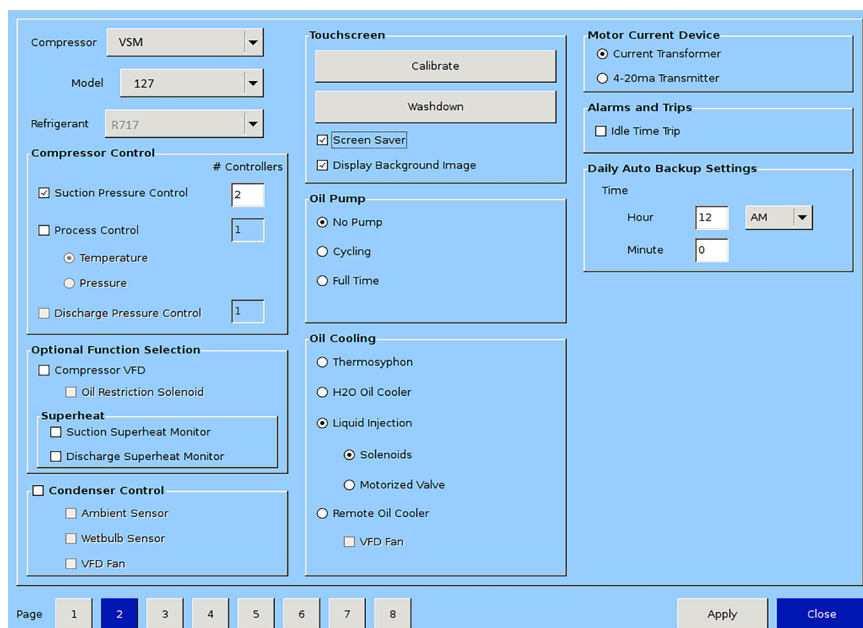 Compressor VSM
Model 127
Refrigerant R717
Compressor Control
# Controllers
Suction Pressure Control 2
Process Control 1
Temperature
Pressure
Discharge Pressure Control 1
Optional Function Selection
Compressor VFD
Oil Restriction Solenoid
Superheat
Suction Superheat Monitor
Discharge Superheat Monitor
Condenser Control
Ambient Sensor
Wetbulb Sensor
VFD Fan
Touchscreen
Calibrate
Washdown
Screen Saver
Display Background Image
Oil Pump
No Pump
Cycling
Full Time
Oil Cooling
Thermosyphon
H2O Oil Cooler
Liquid Injection
Solenoids
Motorized Valve
Remote Oil Cooler
VFD Fan
Motor Current Device
Current Transformer
4-20ma Transmitter
Alarms and Trips
Idle Time Trip
Daily Auto Backup Settings
Time
Hour 12 AM
Minute 0
Page 1 2 3 4 5 6 7 8 Apply Close